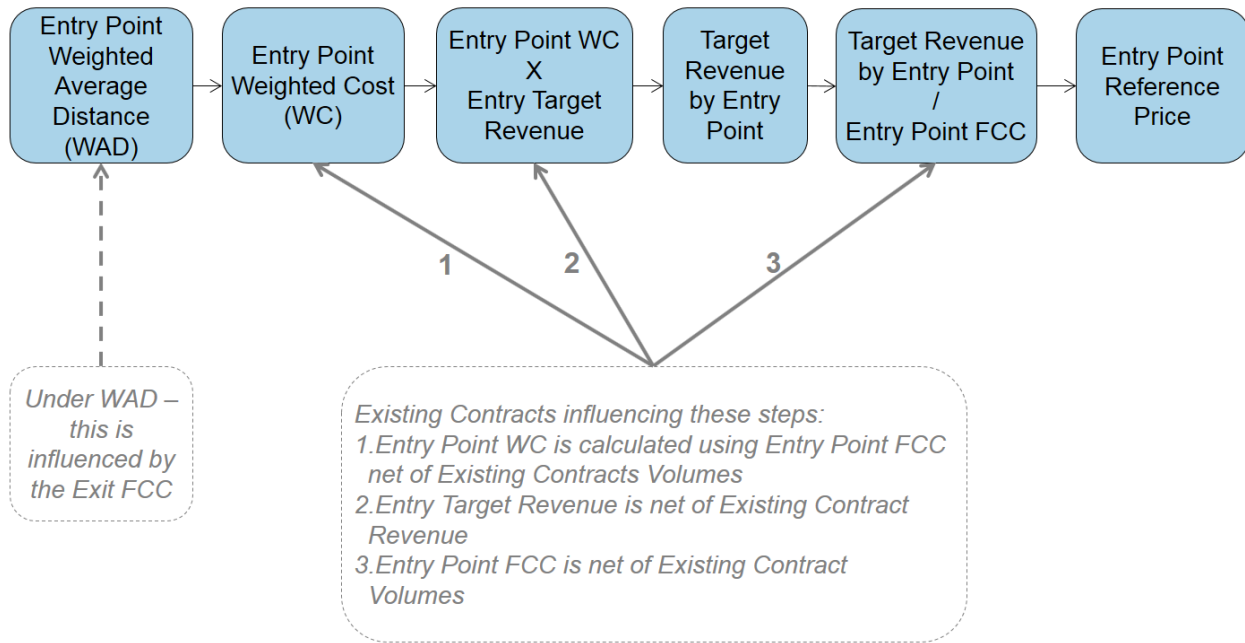 Entry Point
Weighted
Average
Distance
(WAD)
Entry Point
Weighted Cost
(WC)
Entry Point WC
X
Entry Target
Revenue
Target
Revenue
by Entry
Point
Target Revenue
by Entry Point
/
Entry Point FCC
Entry Point
Reference
Price
1
2
3
Under WAD –
this is
influenced by
the Exit FCC
Existing Contracts influencing these steps:
1.Entry Point WC is calculated using Entry Point FCC
net of Existing Contracts Volumes
2.Entry Target Revenue is net of Existing Contract
Revenue
3.Entry Point FCC is net of Existing Contract
Volumes